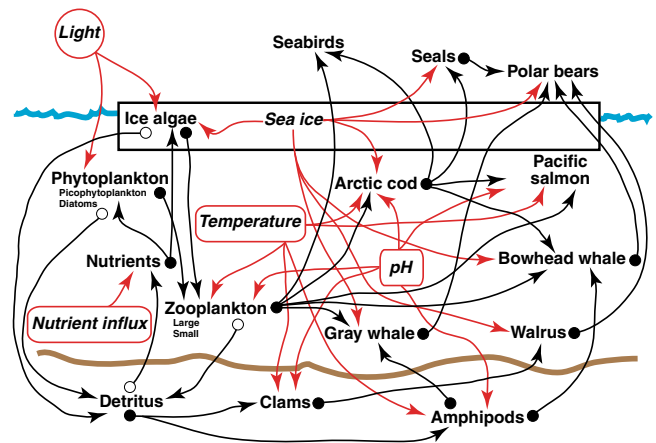 Light
Seabirds
Seals
Polar bears
Ice algae
Sea ice
Phytoplankton
Picophytoplankton
Diatoms
Arctic cod
Pacific
salmon
Temperature
Nutrients
pH
Bowhead whale
Zooplankton
Large
Small
Nutrient influx
Gray whale
Walrus
Detritus
Clams
Amphipods